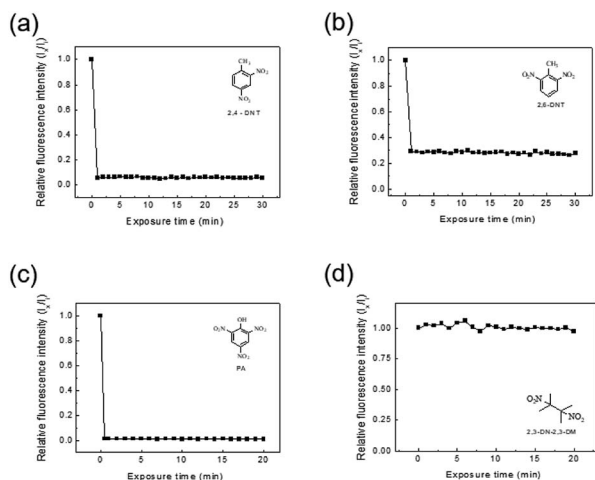 (a)
Relative fluorescence intensity (Iₓ/Iᵢ)
1.0
0.8
0.6
0.4
0.2
0.0
CH₃
NO₂
NO₂
2,4 - DNT
0 5 10 15 20 25 30
Exposure time (min)
(b)
Relative fluorescence intensity (Iₓ/Iᵢ)
1.0
0.8
0.6
0.4
0.2
0.0
CH₃
O₂N NO₂
2,6-DNT
0 5 10 15 20 25 30
Exposure time (min)
(c)
Relative fluorescence intensity (Iₓ/Iᵢ)
1.0
0.8
0.6
0.4
0.2
0.0
OH
O₂N NO₂
NO₂
PA
0 5 10 15 20
Exposure time (min)
(d)
Relative fluorescence intensity (Iₓ/Iᵢ)
1.00
0.75
0.50
0.25
0.00
O₂N
NO₂
2,3-DN-2,3-DM
0 5 10 15 20
Exposure time (min)